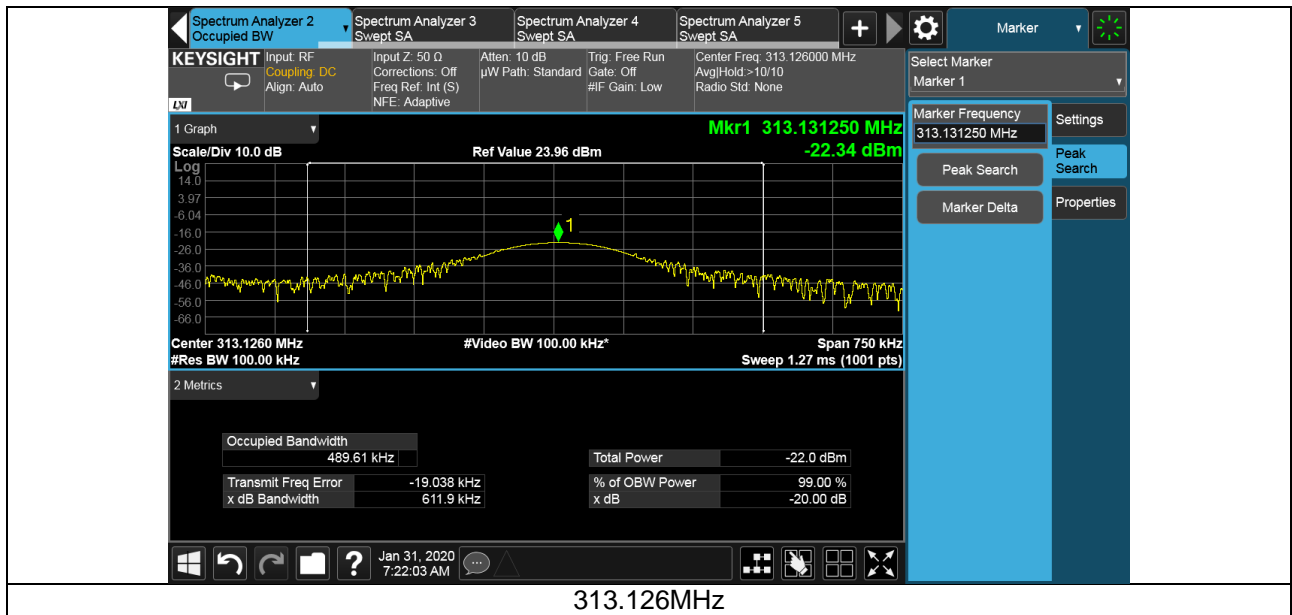 Spectrum Analyzer 2
Occupied BW
Spectrum Analyzer 3
Swept SA
Spectrum Analyzer 4
Swept SA
Spectrum Analyzer 5
Swept SA
+
Marker
KEYSIGHT
LXI
Input: RF
Coupling: DC
Align: Auto
Input Z: 50 Ω
Corrections: Off
Freq Ref: Int (S)
NFE: Adaptive
Atten: 10 dB
µW Path: Standard
Trig: Free Run
Gate: Off
#IF Gain: Low
Center Freq: 313.126000 MHz
Avg|Hold:>10/10
Radio Std: None
Select Marker
Marker 1
Marker Frequency
313.131250 MHz
Peak Search
Marker Delta
Settings
Peak
Search
Properties
1 Graph
Mkr1 313.131250 MHz
-22.34 dBm
Scale/Div 10.0 dB
Ref Value 23.96 dBm
Log
14.0
3.97
-6.04
-16.0
-26.0
-36.0
-46.0
-56.0
-66.0
1
Center 313.1260 MHz
#Video BW 100.00 kHz*
Span 750 kHz
#Res BW 100.00 kHz
Sweep 1.27 ms (1001 pts)
2 Metrics
Occupied Bandwidth
489.61 kHz
Total Power -22.0 dBm
Transmit Freq Error -19.038 kHz
% of OBW Power 99.00 %
x dB Bandwidth 611.9 kHz
x dB -20.00 dB
?
Jan 31, 2020
7:22:03 AM
313.126MHz